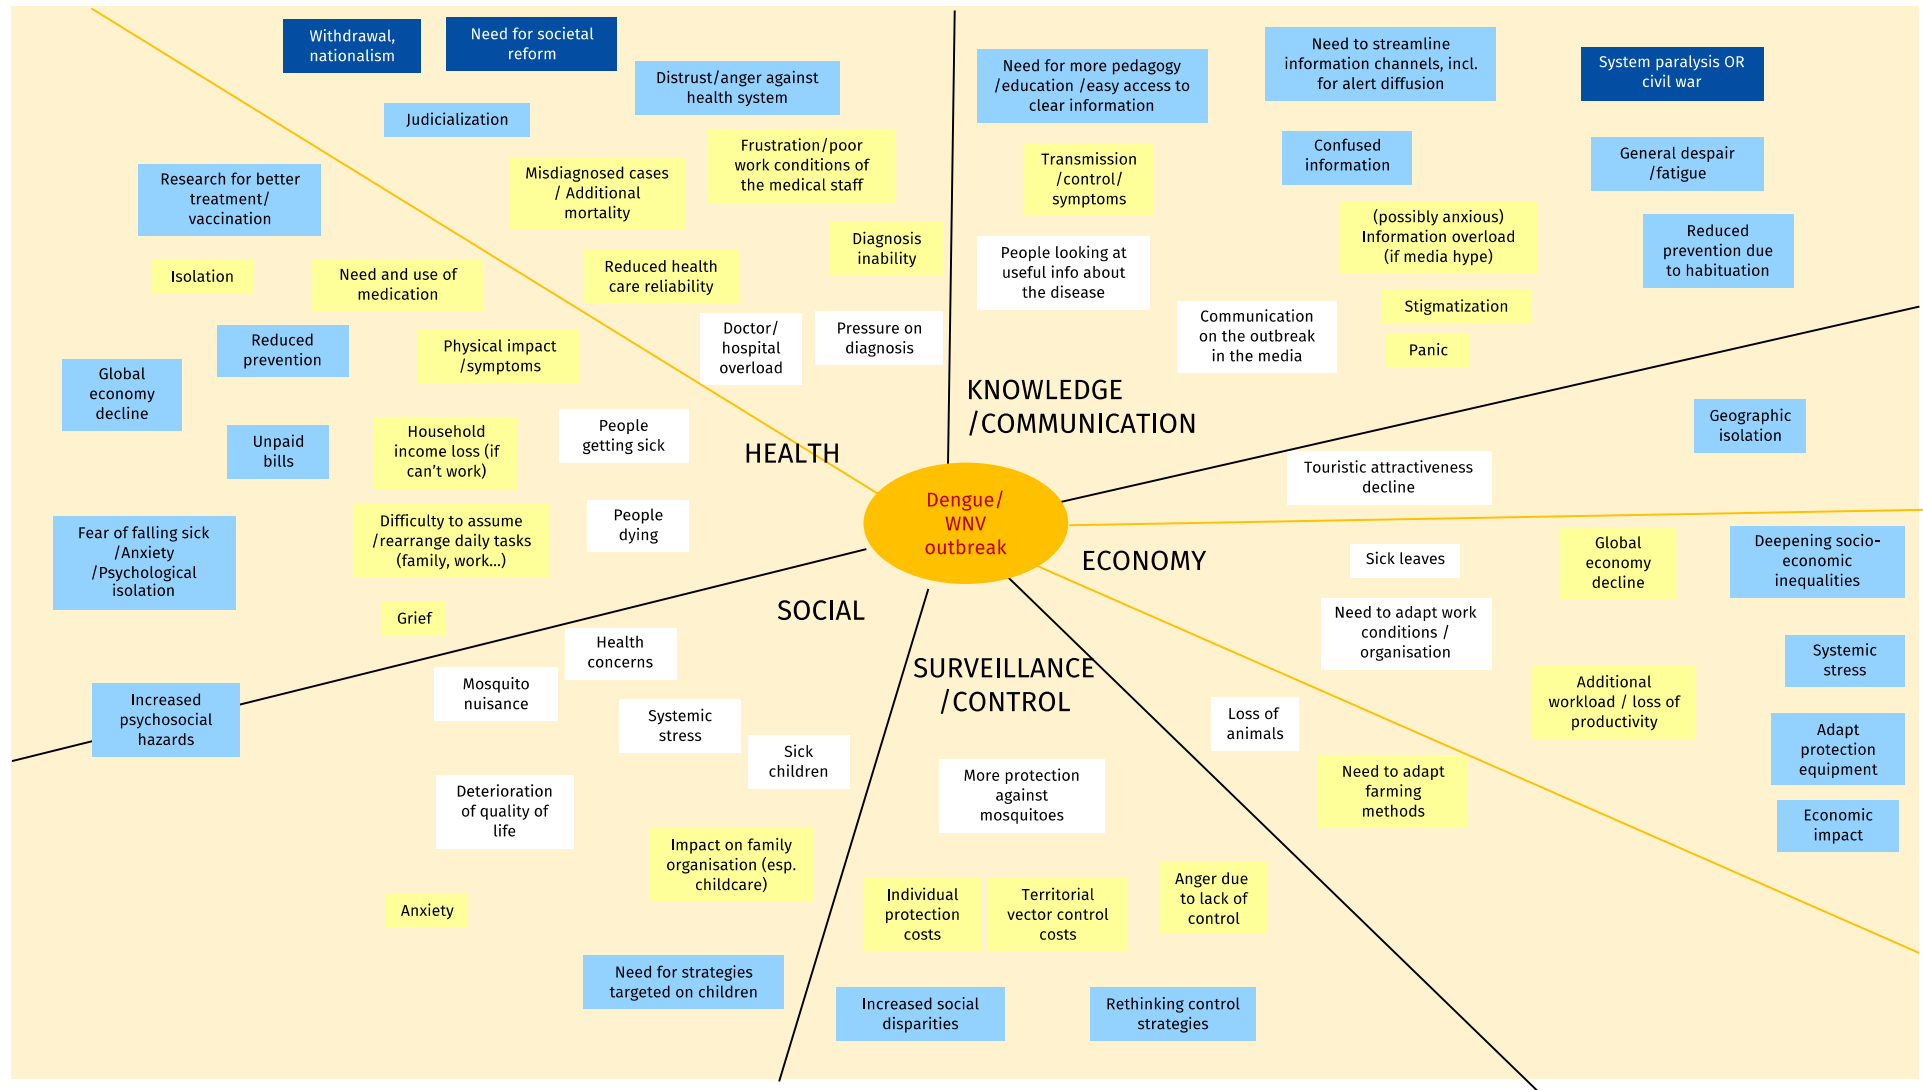 Withdrawal,
nationalism
Need for societal
reform
Distrust/anger against
health system
Judicialization
Frustration/poor
work conditions of
the medical staff
Misdiagnosed cases
/ Additional
mortality
Research for better
treatment/
vaccination
Diagnosis
inability
Isolation
Need and use of
medication
Reduced health
care reliability
Doctor/
hospital
overload
Pressure on
diagnosis
Reduced
prevention
Physical impact
/symptoms
Global
economy
decline
Unpaid
bills
Household
income loss (if
can't work)
People
getting sick
HEALTH
Fear of falling sick
/Anxiety
/Psychological
isolation
Difficulty to assume
/rearrange daily tasks
(family, work...)
People
dying
Grief
Need for more pedagogy
/education /easy access to
clear information
Need to streamline
information channels, incl.
for alert diffusion
System paralysis OR
civil war
Transmission
/control/
symptoms
Confused
information
General despair
/fatigue
People looking at
useful info about
the disease
(possibly anxious)
Information overload
(if media hype)
Reduced
prevention due
to habituation
Communication
on the outbreak
in the media
Stigmatization
Panic
KNOWLEDGE
/COMMUNICATION
Geographic
isolation
Touristic attractiveness
decline
Dengue/
WNV
outbreak
ECONOMY
Sick leaves
Global
economy
decline
Deepening socio-
economic
inequalities
Need to adapt work
conditions /
organisation
Systemic
stress
Additional
workload / loss of
productivity
Loss of
animals
Adapt
protection
equipment
Need to adapt
farming
methods
Economic
impact
SOCIAL
Health
concerns
Mosquito
nuisance
Increased
psychosocial
hazards
Systemic
stress
Sick
children
Deterioration
of quality of
life
Impact on family
organisation (esp.
childcare)
Anxiety
Need for strategies
targeted on children
SURVEILLANCE
/CONTROL
More protection
against
mosquitoes
Individual
protection
costs
Territorial
vector control
costs
Anger due
to lack of
control
Increased social
disparities
Rethinking control
strategies